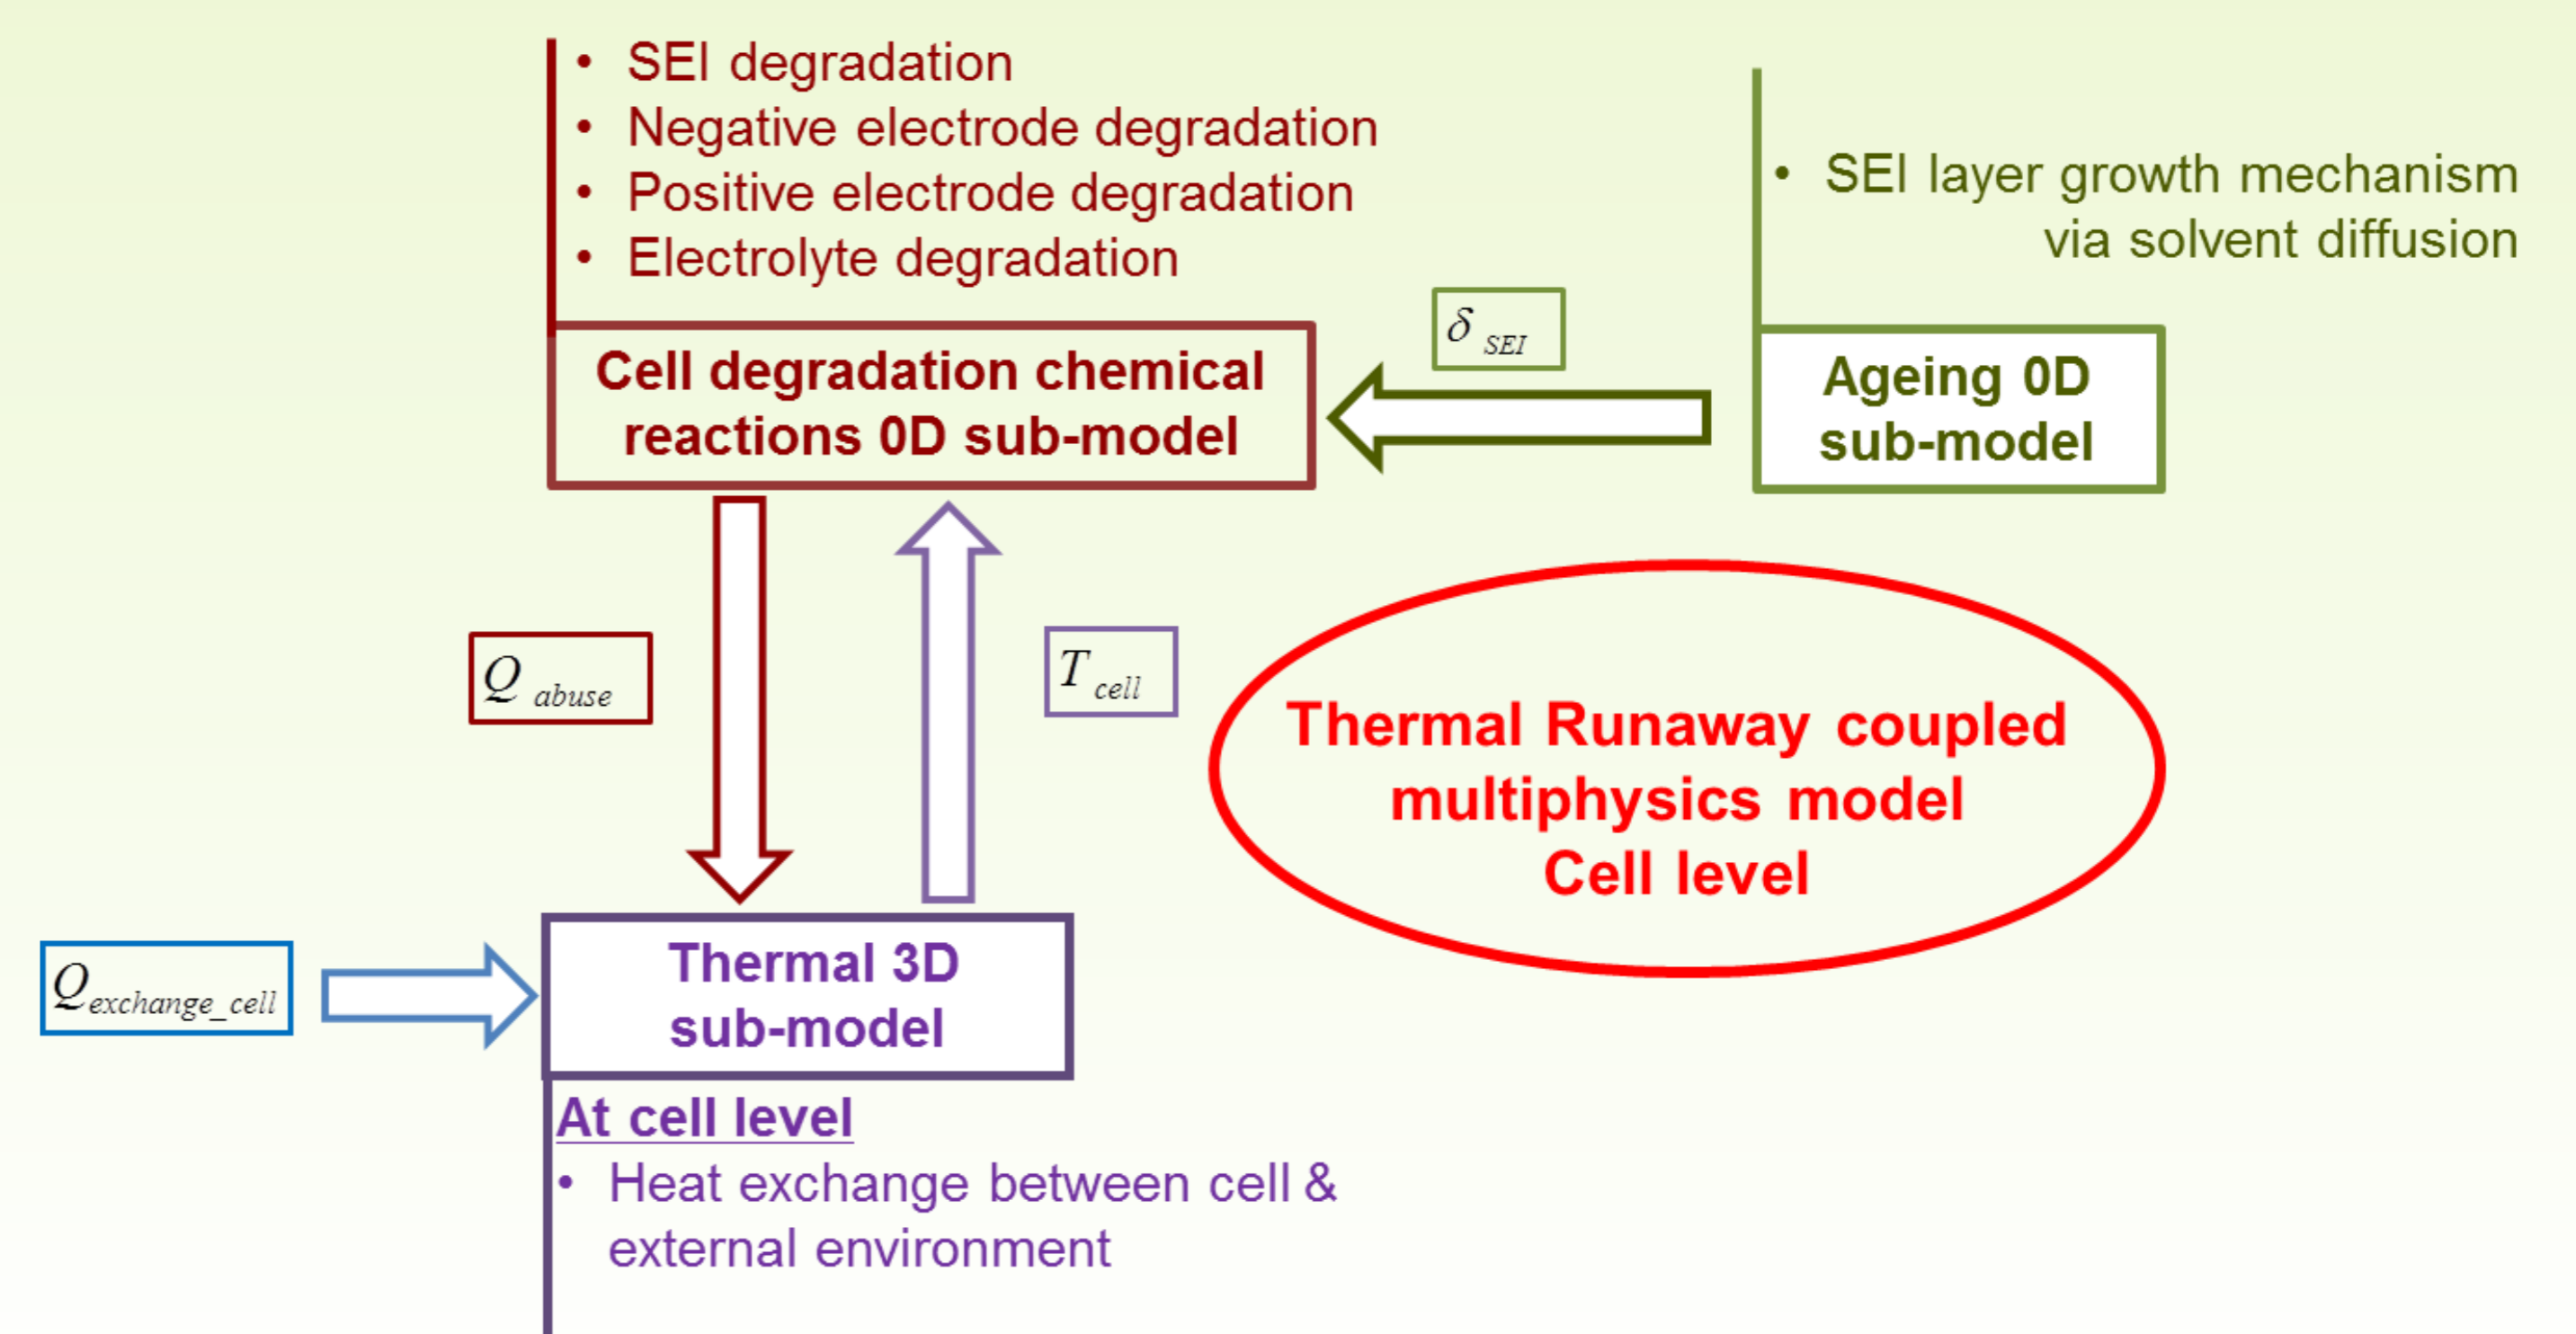 • SEI degradation
• Negative electrode degradation
• Positive electrode degradation
• Electrolyte degradation
• SEI layer growth mechanism
via solvent diffusion
δ SEI
Cell degradation chemical
reactions 0D sub-model
Ageing 0D
sub-model
Q abuse
T cell
Thermal Runaway coupled
multiphysics model
Cell level
Q exchange_cell
Thermal 3D
sub-model
At cell level
• Heat exchange between cell &
external environment